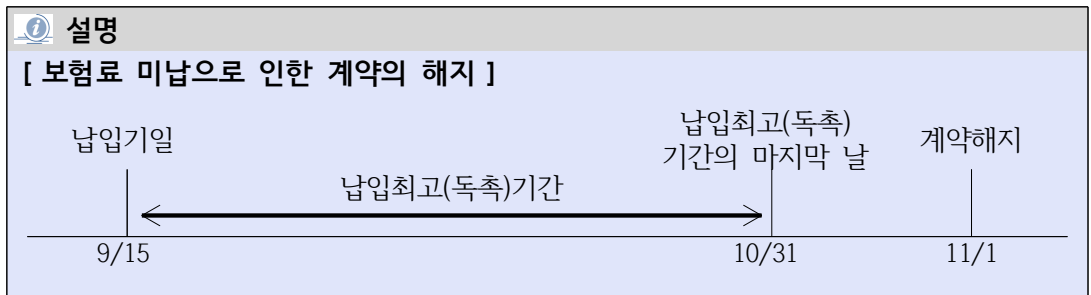 설명
[ 보험료 미납으로 인한 계약의 해지 ]
납입기일
납입최고(독촉)
기간의 마지막 날
계약해지
납입최고(독촉)기간
9/15
10/31
11/1